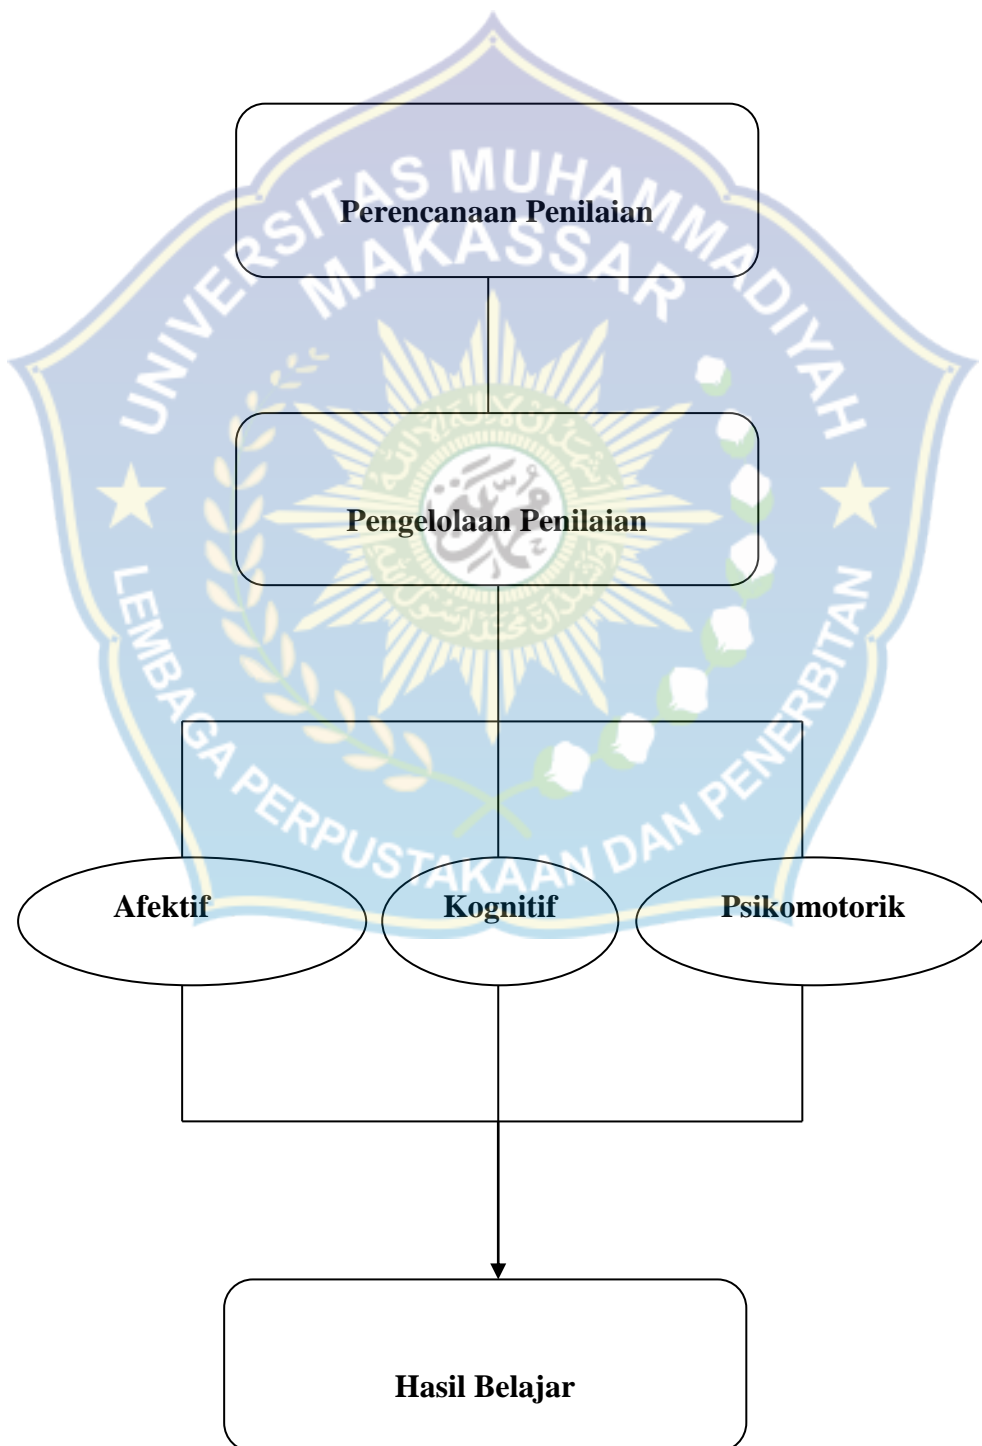 UNIVERSITAS MUHAMMADIYAH
MAKASSAR
Perencanaan Penilaian
Pengelolaan Penilaian
LEMBAGA PERPUSTAKAAN DAN PENERBITAN
Afektif
Kognitif
Psikomotorik
Hasil Belajar